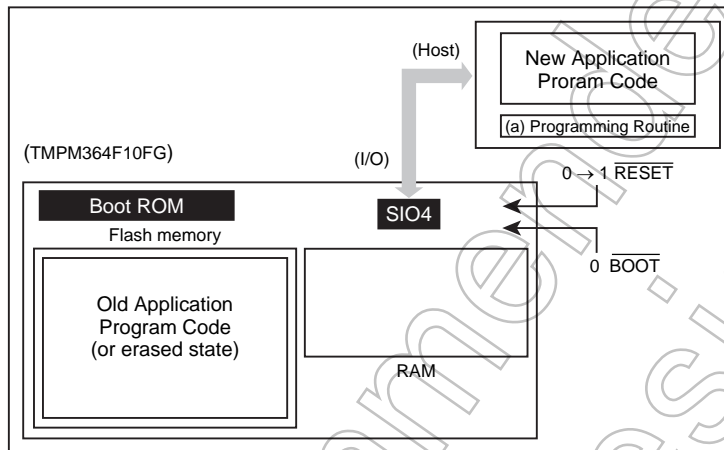 (Host)
New Application
Proram Code
(a) Programming Routine
(TMPM364F10FG)
(I/O)
0 → 1 RESET
Boot ROM
SIO4
Flash memory
0 BOOT
Old Application
Program Code
(or erased state)
RAM